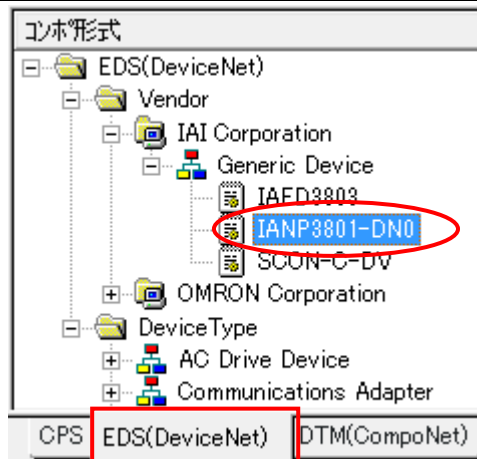 コンポ形式
EDS(DeviceNet)
Vendor
IAI Corporation
Generic Device
IAFD3803
IANP3801-DN0
SCON-C-DV
OMRON Corporation
DeviceType
AC Drive Device
Communications Adapter
CPS EDS(DeviceNet) DTM(CompoNet)